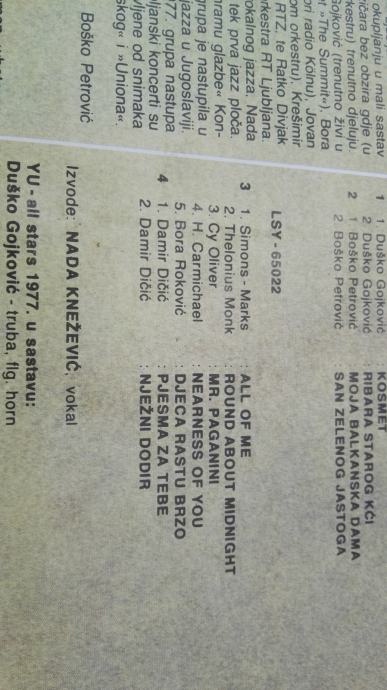 okupljanju i mali sastav
čara bez obzira gdje (u
kestru) trenutno djeluju
Gojković (trenutno živi u
»The Summit«), Bora
om radio Kölnu), Jovan
om orkestru), Krešimir
RTZ. te Ratko Divjak
rkestra RT Ljubljana.
okalnog jazza. Nada
tek prva jazz ploča.
ramu glazbe« Kon-
grupa je nastupila u
jazza u Jugoslaviji.
77. grupa nastupa
ljanski koncerti su
vljene od snimaka
skog« i »Uniona«.
Boško Petrović
1 1 Duško Gojković : KOSMET
2 Duško Gojković : RIBARA STAROG KĆI
2 1 Boško Petrović : MOJA BALKANSKA DAMA
2 Boško Petrović : SAN ZELENOG JASTOGA
LSY - 65022
3 1. Simons - Marks : ALL OF ME
2. Thelonius Monk : ROUND ABOUT MIDNIGHT
3 Cy Oliver : MR. PAGANINI
4. H. Carmichael : NEARNESS OF YOU
5. Bora Roković : DJECA RASTU BRZO
4 1. Damir Dičić : PJESMA ZA TEBE
2. Damir Dičić : NJEŽNI DODIR
Izvode: NADA KNEŽEVIĆ, vokal
YU - all stars 1977. u sastavu:
Duško Gojković - truba, flg. horn